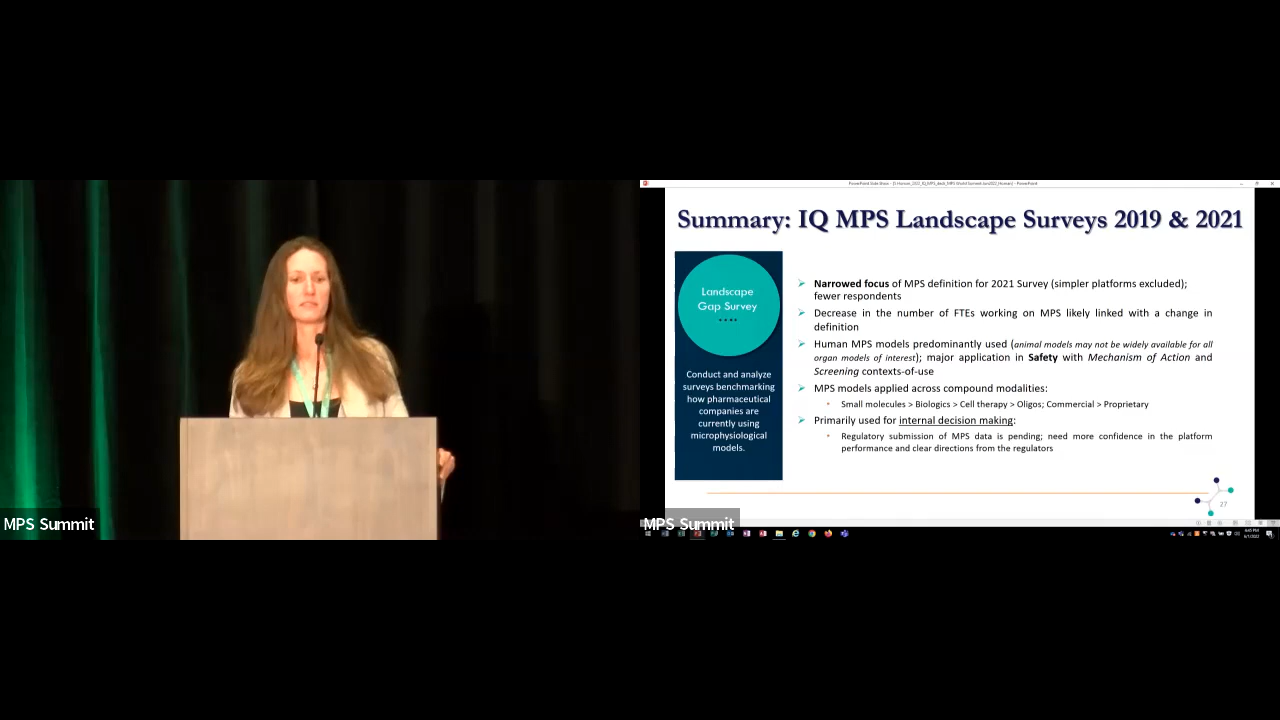 Summary: IQ MPS Landscape Surveys 2019 & 2021
Landscape
Gap Survey
Conduct and analyze
surveys benchmarking
how pharmaceutical
companies are
currently using
microphysiological
models.
Narrowed focus of MPS definition for 2021 Survey (simpler platforms excluded);
fewer respondents
Decrease in the number of FTEs working on MPS likely linked with a change in
definition
Human MPS models predominantly used (animal models may not be widely available for all
organ models of interest); major application in Safety with Mechanism of Action and
Screening contexts-of-use
MPS models applied across compound modalities:
Small molecules > Biologics > Cell therapy > Oligos; Commercial > Proprietary
Primarily used for internal decision making:
Regulatory submission of MPS data is pending; need more confidence in the platform
performance and clear directions from the regulators
27
MPS Summit
MPS Summit